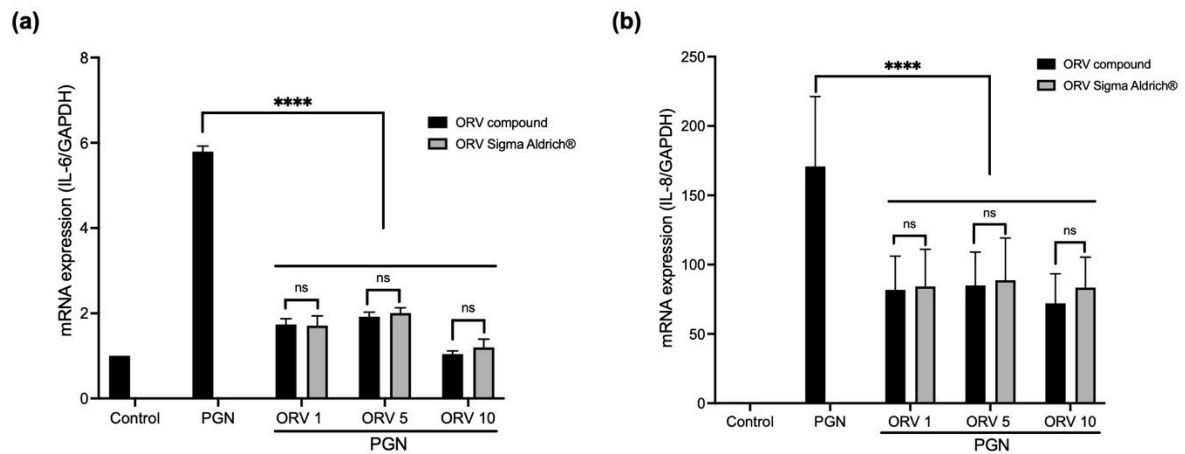 (a)
mRNA expression (IL-6/GAPDH)
8
6
4
2
0
****
ORV compound
ORV Sigma Aldrich®
ns
ns
ns
Control
PGN
ORV 1
ORV 5
ORV 10
PGN
(b)
mRNA expression (IL-8/GAPDH)
250
200
150
100
50
0
****
ORV compound
ORV Sigma Aldrich®
ns
ns
ns
Control
PGN
ORV 1
ORV 5
ORV 10
PGN